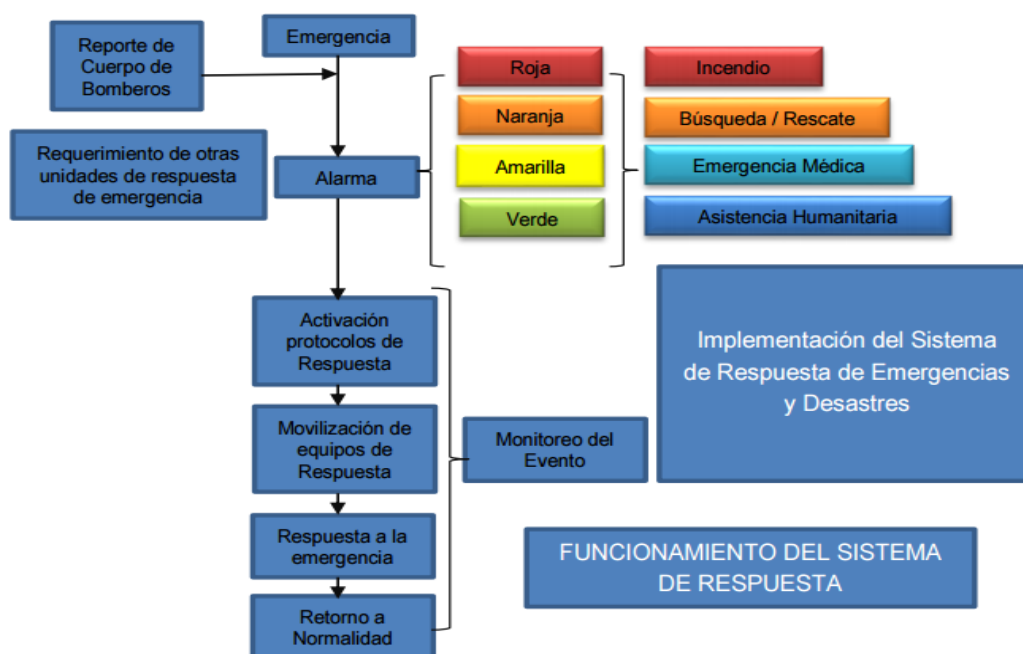 Reporte de
Cuerpo de
Bomberos
Emergencia
Requerimiento de otras
unidades de respuesta
de emergencia
Alarma
Roja
Naranja
Amarilla
Verde
Incendio
Búsqueda / Rescate
Emergencia Médica
Asistencia Humanitaria
Activación
protocolos de
Respuesta
Movilización de
equipos de
Respuesta
Respuesta a la
emergencia
Retorno a
Normalidad
Monitoreo del
Evento
Implementación del Sistema
de Respuesta de Emergencias
y Desastres
FUNCIONAMIENTO DEL SISTEMA
DE RESPUESTA